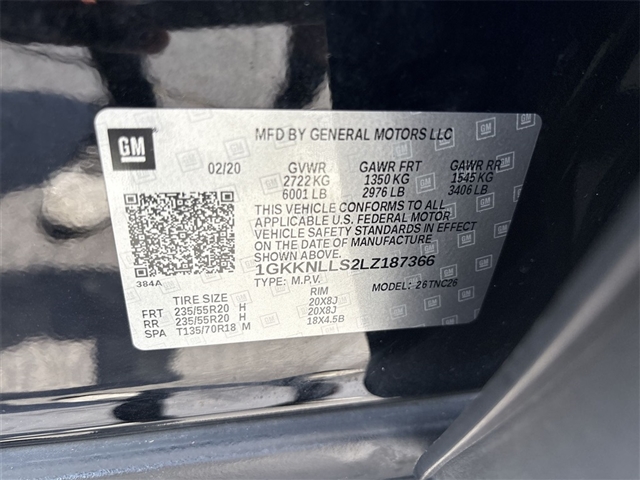 GM
MFD BY GENERAL MOTORS LLC
02/20 GVWR GAWR FRT GAWR RR
2722 KG 1350 KG 1545 KG
6001 LB 2976 LB 3406 LB
THIS VEHICLE CONFORMS TO ALL
APPLICABLE U.S. FEDERAL MOTOR
VEHICLE SAFETY STANDARDS IN EFFECT
ON THE DATE OF MANUFACTURE
SHOWN ABOVE.
384A
1GKKNLLS2LZ187366
TYPE: M.P.V. MODEL: 26TNC26
TIRE SIZE RIM
FRT 235/55R20 H 20X8J
RR 235/55R20 H 20X8J
SPA T135/70R18 M 18X4.5B